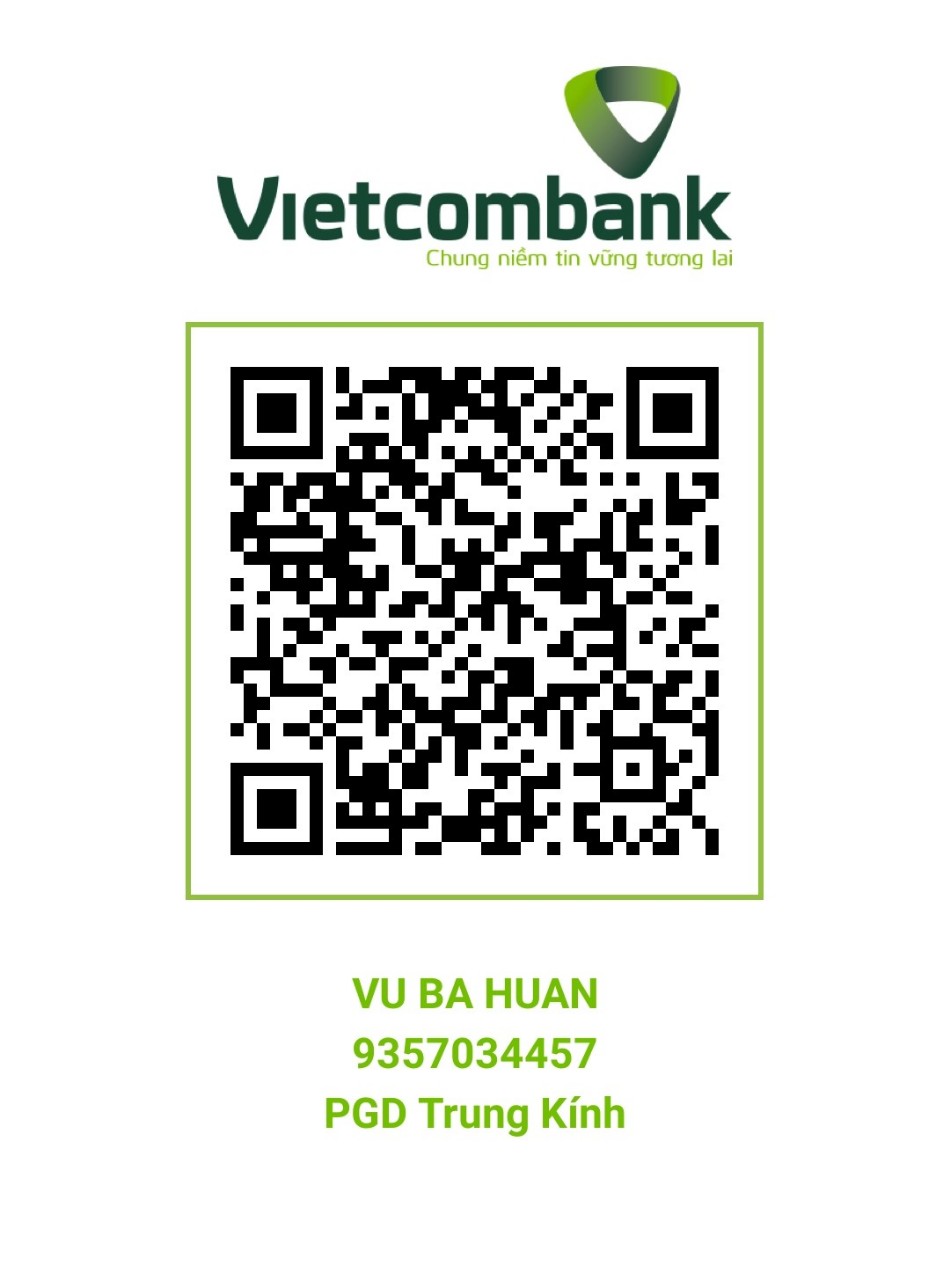 Vietcombank
Chung niềm tin vững tương lai
VU BA HUAN
9357034457
PGD Trung Kính